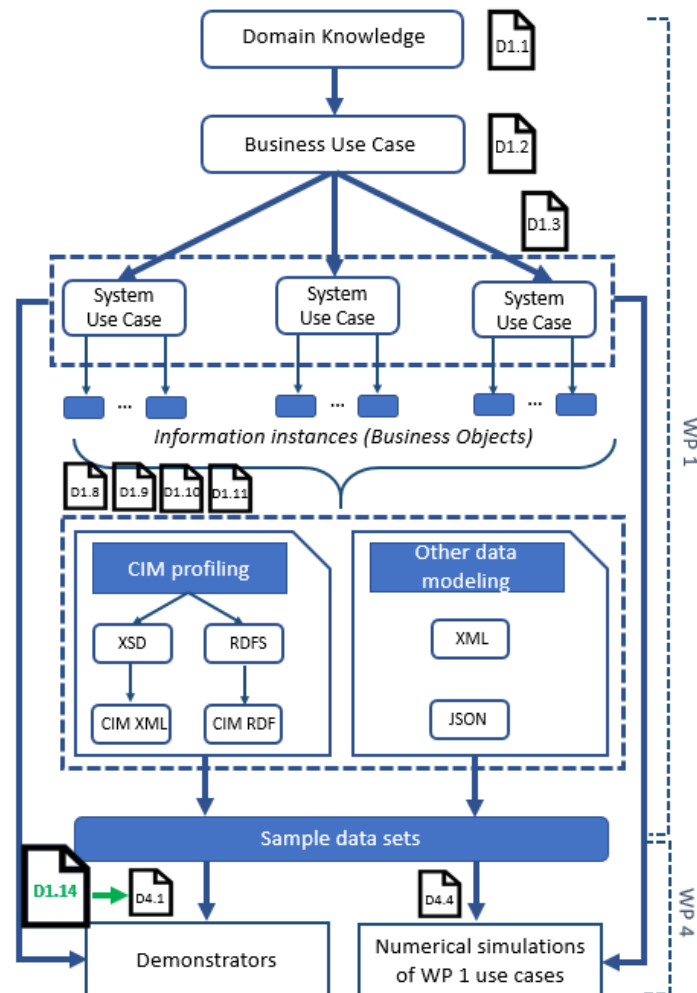 Domain Knowledge
D1.1
Business Use Case
D1.2
D1.3
System
Use Case
System
Use Case
System
Use Case
... ... ...
Information instances (Business Objects)
WP 1
D1.8 D1.9 D1.10 D1.11
CIM profiling
Other data
modeling
XSD RDFS
XML
CIM XML CIM RDF
JSON
Sample data sets
D1.14 D4.1
D4.4
WP 4
Demonstrators
Numerical simulations
of WP 1 use cases